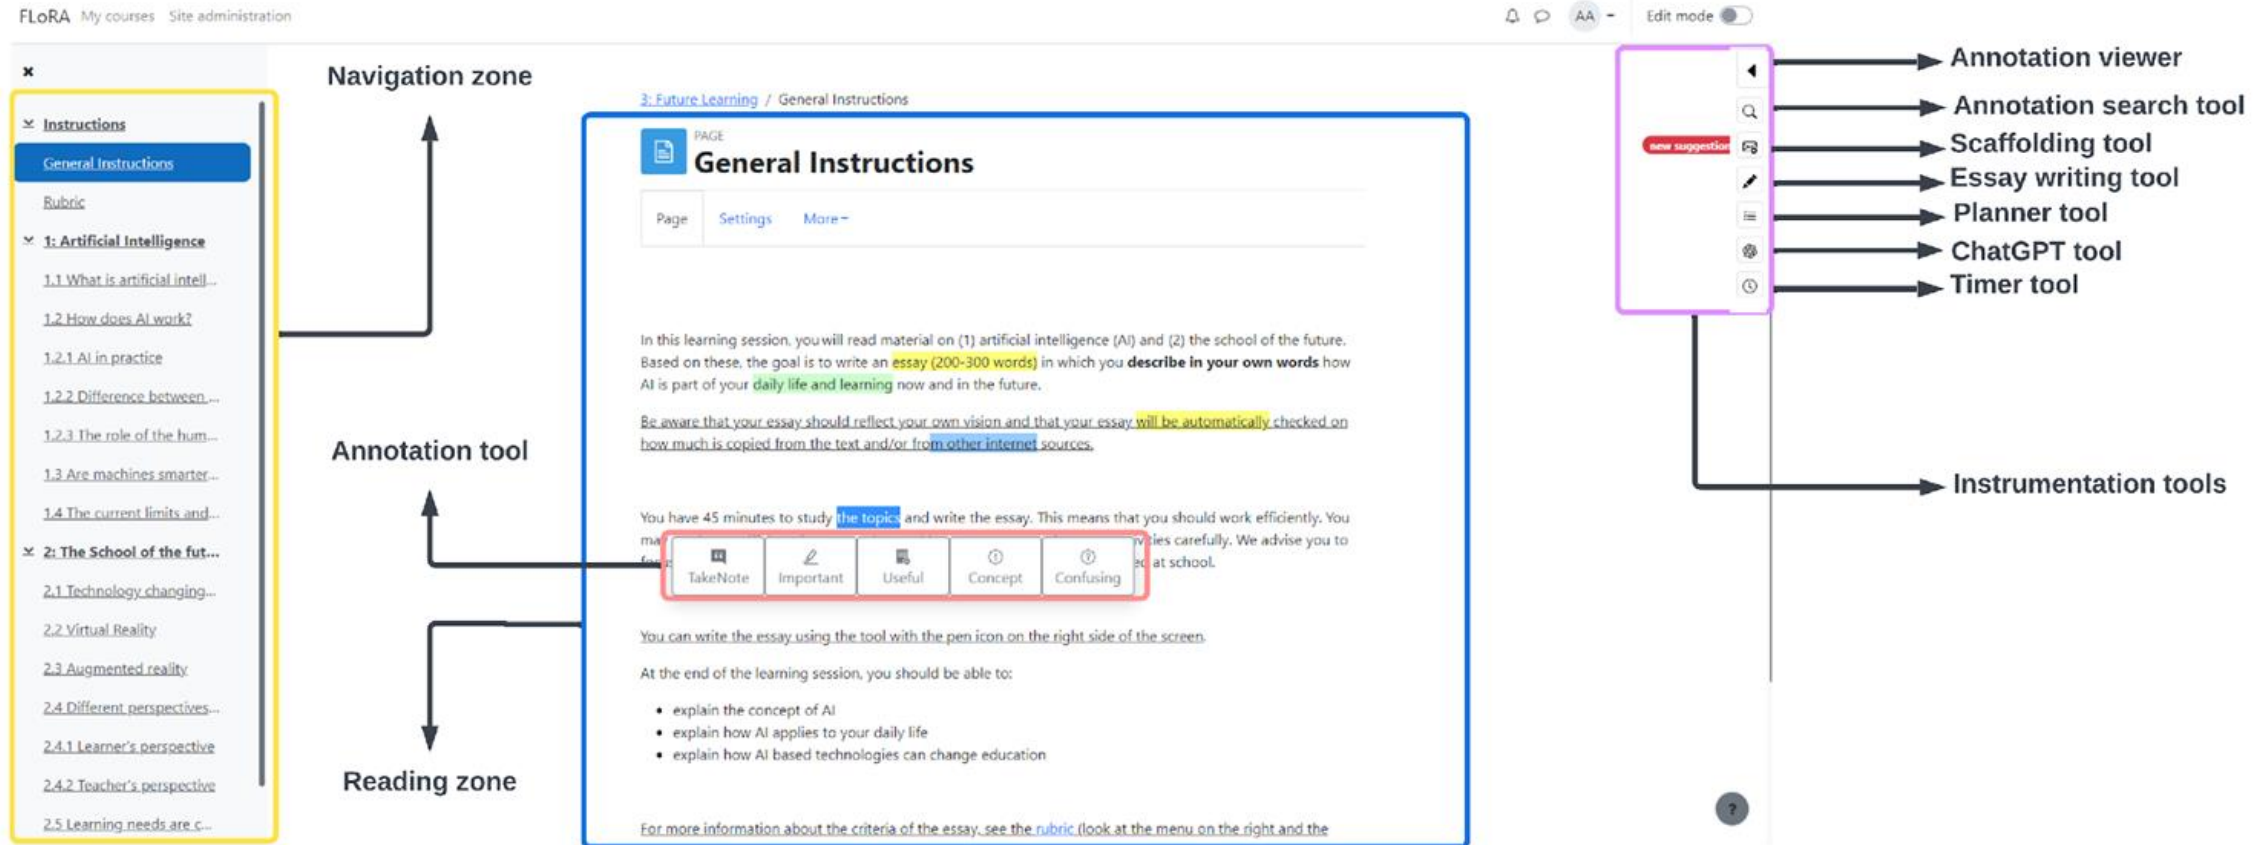 FLoRA My courses Site administration
AA
Edit mode
Navigation zone
Instructions
General Instructions
Rubric
1: Artificial Intelligence
1.1 What is artificial intell...
1.2 How does AI work?
1.2.1 AI in practice
1.2.2 Difference between ...
1.2.3 The role of the hum...
1.3 Are machines smarter...
1.4 The current limits and...
2: The School of the fut...
2.1 Technology changing...
2.2 Virtual Reality
2.3 Augmented reality
2.4 Different perspectives...
2.4.1 Learner's perspective
2.4.2 Teacher's perspective
2.5 Learning needs are c...
Annotation tool
Reading zone
3: Future Learning / General Instructions
PAGE
General Instructions
Page Settings More
In this learning session, you will read material on (1) artificial intelligence (AI) and (2) the school of the future.
Based on these, the goal is to write an essay (200-300 words) in which you describe in your own words how
AI is part of your daily life and learning now and in the future.
Be aware that your essay should reflect your own vision and that your essay will be automatically checked on
how much is copied from the text and/or from other internet sources.
You have 45 minutes to study the topics and write the essay. This means that you should work efficiently. You
carefully. We advise you to
at school.
TakeNote Important Useful Concept Confusing
You can write the essay using the tool with the pen icon on the right side of the screen.
At the end of the learning session, you should be able to:
• explain the concept of AI
• explain how AI applies to your daily life
• explain how AI based technologies can change education
For more information about the criteria of the essay, see the rubric (look at the menu on the right and the
new suggestion
Annotation viewer
Annotation search tool
Scaffolding tool
Essay writing tool
Planner tool
ChatGPT tool
Timer tool
Instrumentation tools
?